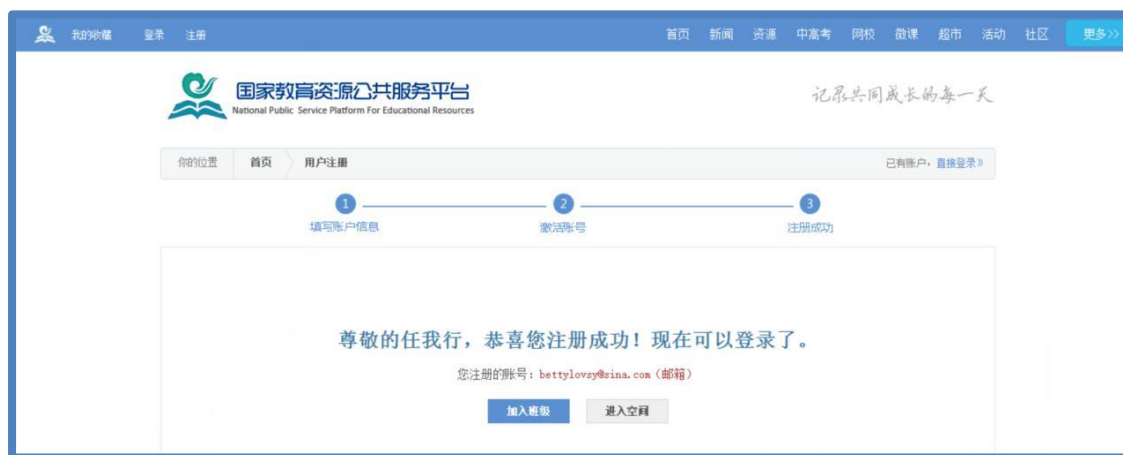 我的收藏 登录 注册 首页 新闻 资源 中高考 网校 微课 超市 活动 社区 更多>>
国家教育资源公共服务平台
National Public Service Platform For Educational Resources
记录共同成长的每一天
你的位置 首页 用户注册 已有账户，直接登录》
1 2 3
填写账户信息 激活账号 注册成功
尊敬的任我行，恭喜您注册成功！现在可以登录了。
您注册的账号：bettylovsy@sina.com（邮箱）
加入班级 进入空间